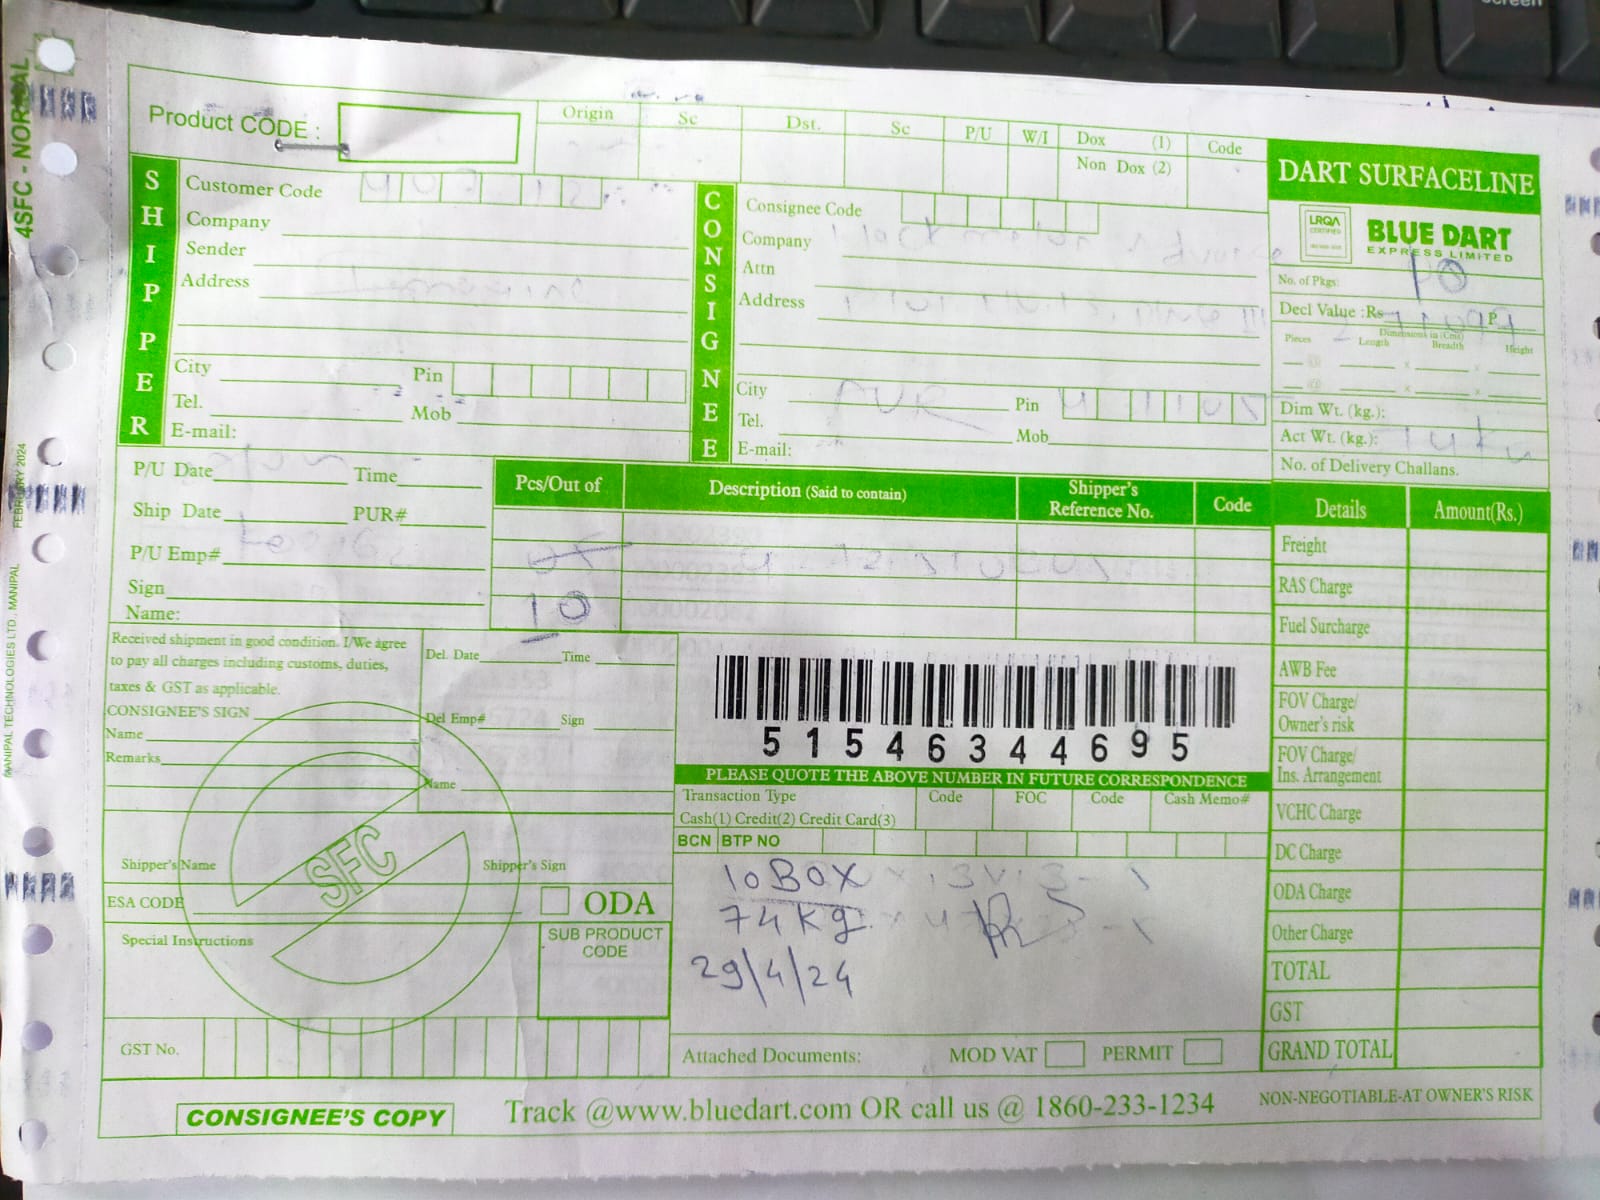 screen
4SFC - NORMAL
FEBRUARY 2024
MANIPAL TECHNOLOGIES LTD., MANIPAL
Product CODE :
Origin Sc Dst. Sc P/U W/I Dox (1) Code
Non Dox (2)
DART SURFACELINE
LRQA
CERTIFIED
BLUE DART
EXPRESS LIMITED
SHIPPER
Customer Code
Company
Sender
Address
City Pin
Tel. Mob
E-mail:
CONSIGNEE
Consignee Code
Company
Attn
Address
City PUR Pin
Tel. Mob
E-mail:
No. of Pkgs: 10
Decl Value :Rs P
Pieces Dimensions in (Cms)
Length Breadth Height
@ x x
@ x x
Dim Wt. (kg.):
Act Wt. (kg.): 74kg
No. of Delivery Challans.
P/U Date Time
Ship Date PUR#
P/U Emp#
Sign
Name:
Pcs/Out of Description (Said to contain) Shipper's Reference No. Code
10
Details Amount(Rs.)
Freight
RAS Charge
Fuel Surcharge
AWB Fee
FOV Charge/
Owner's risk
FOV Charge/
Ins. Arrangement
VCHC Charge
DC Charge
ODA Charge
Other Charge
TOTAL
GST
GRAND TOTAL
Received shipment in good condition. I/We agree
to pay all charges including customs, duties,
taxes & GST as applicable.
CONSIGNEE'S SIGN
Name
Remarks
Del. Date Time
Del Emp# Sign
Name
51546344695
PLEASE QUOTE THE ABOVE NUMBER IN FUTURE CORRESPONDENCE
Transaction Type Code FOC Code Cash Memo#
Cash(1) Credit(2) Credit Card(3)
BCN BTP NO
10 BOX
74kg
29/4/24
SFC
Shipper's Name Shipper's Sign
ESA CODE
ODA
Special Instructions
SUB PRODUCT
CODE
GST No.
Attached Documents: MOD VAT PERMIT
CONSIGNEE'S COPY
Track @www.bluedart.com OR call us @ 1860-233-1234
NON-NEGOTIABLE-AT OWNER'S RISK